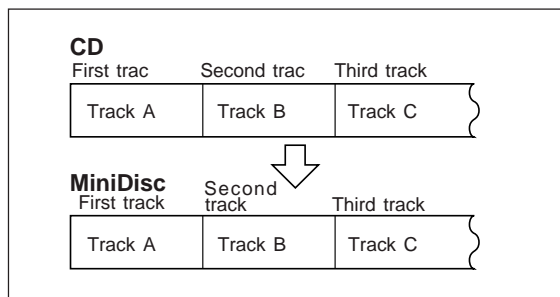 CD
First trac Second trac Third track
Track A Track B Track C
MiniDisc
First track Second track Third track
Track A Track B Track C